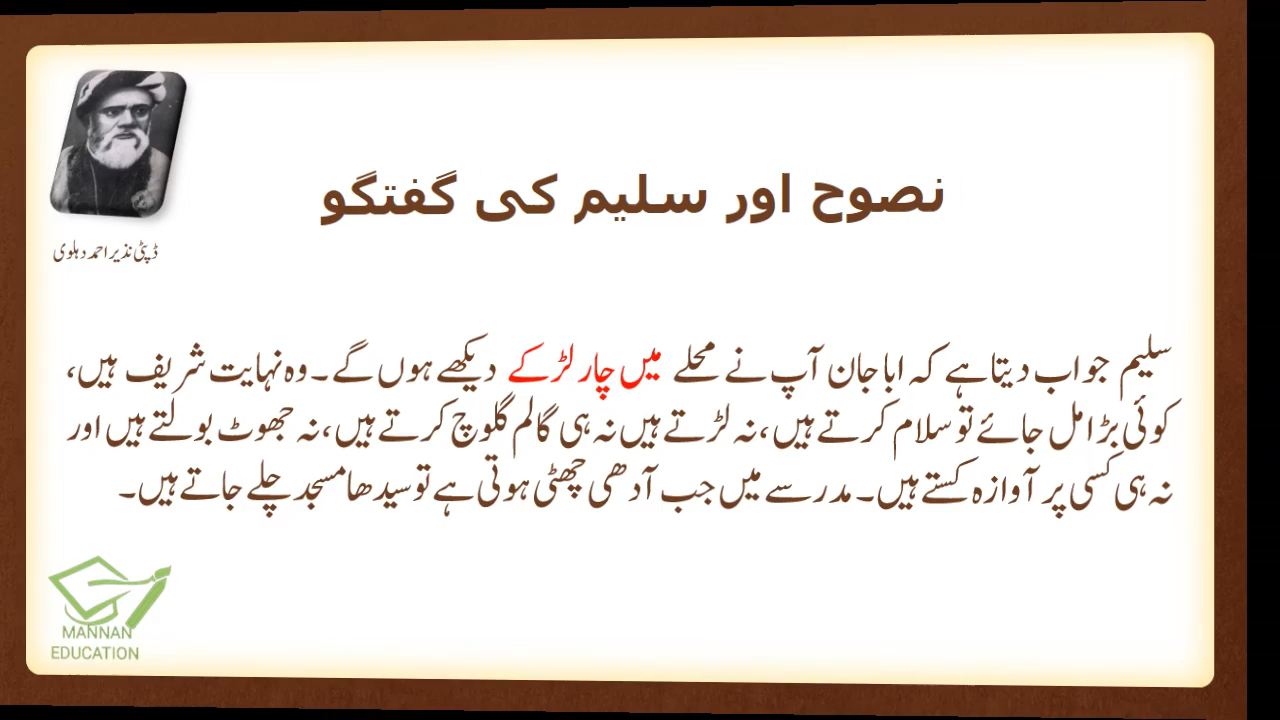 نصوح اور سلیم کی گفتگو
ڈپٹی نذیر احمد دہلوی
سلیم جواب دیتا ہے کہ ابا جان آپ نے محلے میں چار لڑکے دیکھے ہوں گے۔ وہ نہایت شریف ہیں،
کوئی بڑا مل جائے تو سلام کرتے ہیں، نہ لڑتے ہیں نہ ہی گالم گلوچ کرتے ہیں، نہ جھوٹ بولتے ہیں اور
نہ ہی کسی پر آوازہ کستے ہیں۔ مدرسے میں جب آدھی چھٹی ہوتی ہے تو سیدھا مسجد چلے جاتے ہیں۔
MANNAN
EDUCATION